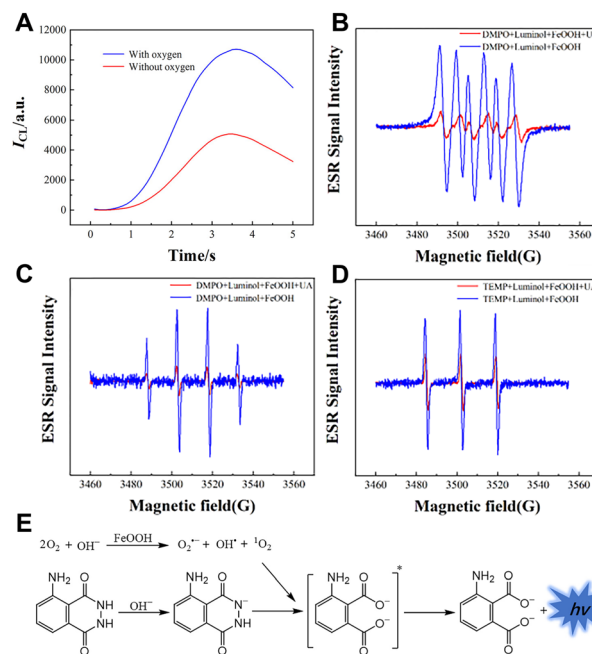 A
With oxygen
Without oxygen
I_CL/a.u.
12000
10000
8000
6000
4000
2000
0
0 1 2 3 4 5
Time/s
B
DMPO+Luminol+FeOOH+U
DMPO+Luminol+FeOOH
ESR Signal Intensity
3460 3480 3500 3520 3540 3560
Magnetic field(G)
C
DMPO+Luminol+FeOOH+UA
DMPO+Luminol+FeOOH
ESR Signal Intensity
3460 3480 3500 3520 3540 3560
Magnetic field(G)
D
TEMP+Luminol+FeOOH+UA
TEMP+Luminol+FeOOH
ESR Signal Intensity
3460 3480 3500 3520 3540 3560
Magnetic field(G)
E
2O₂ + OH⁻ FeOOH O₂•⁻ + OH• + ¹O₂
NH₂ O NH NH O
OH⁻
NH₂ O N⁻ NH O
NH₂ O O⁻ O⁻ O *
NH₂ O O⁻ O⁻ O
+ hv